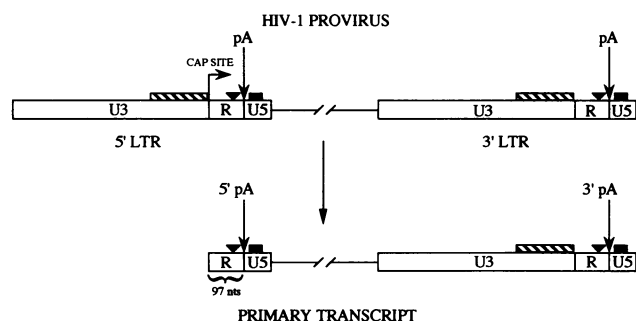 HIV-1 PROVIRUS
pA
pA
CAP SITE
U3
R
U5
U3
R
U5
5' LTR
3' LTR
5' pA
3' pA
R
U5
U3
R
U5
97 nts
PRIMARY TRANSCRIPT